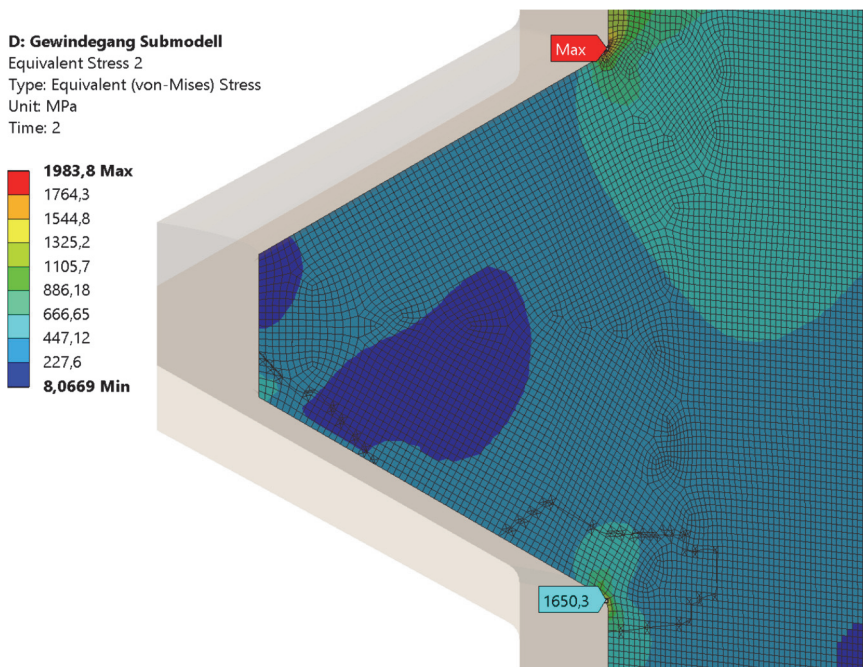 D: Gewindegang Submodell
Equivalent Stress 2
Type: Equivalent (von-Mises) Stress
Unit: MPa
Time: 2
1983,8 Max
1764,3
1544,8
1325,2
1105,7
886,18
666,65
447,12
227,6
8,0669 Min
Max
1650,3